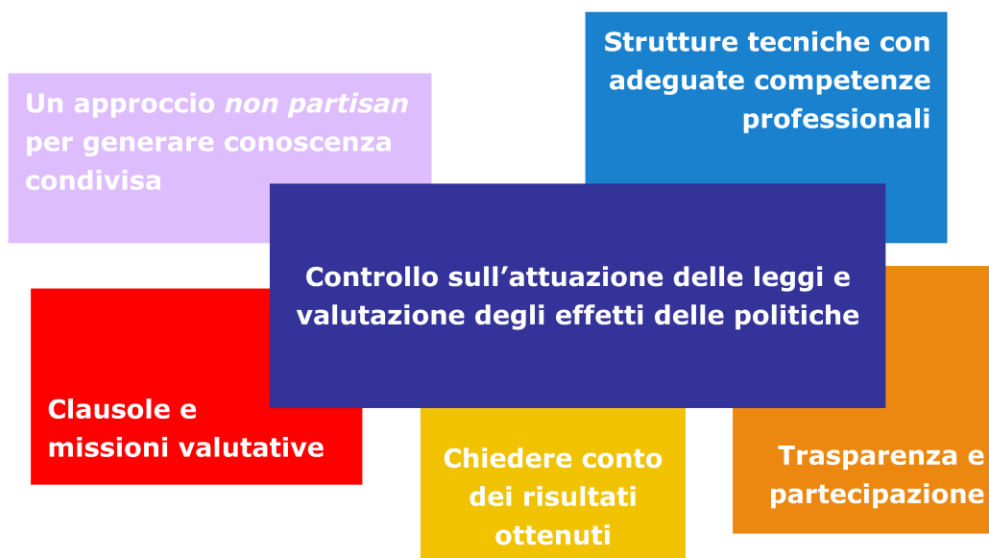 Un approccio non partisan
per generare conoscenza
condivisa
Strutture tecniche con
adeguate competenze
professionali
Controllo sull’attuazione delle leggi e
valutazione degli effetti delle politiche
Clausole e
missioni valutative
Chiedere conto
dei risultati
ottenuti
Trasparenza e
partecipazione